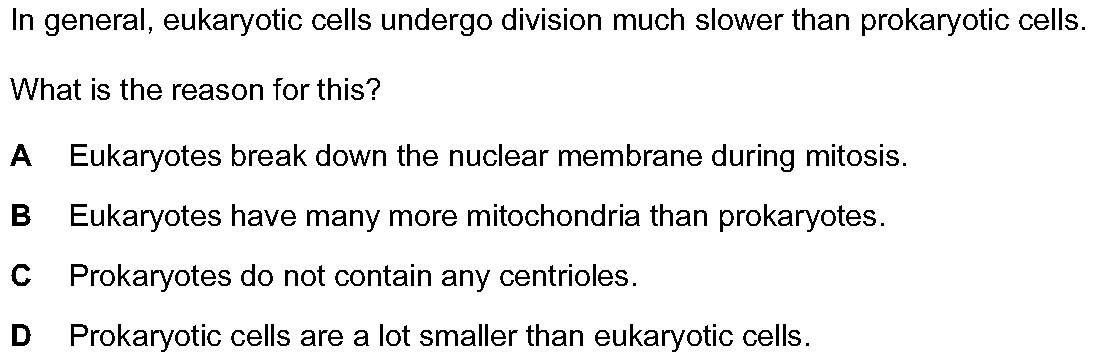 In general, eukaryotic cells undergo division much slower than prokaryotic cells.
What is the reason for this?
A Eukaryotes break down the nuclear membrane during mitosis.
B Eukaryotes have many more mitochondria than prokaryotes.
C Prokaryotes do not contain any centrioles.
D Prokaryotic cells are a lot smaller than eukaryotic cells.